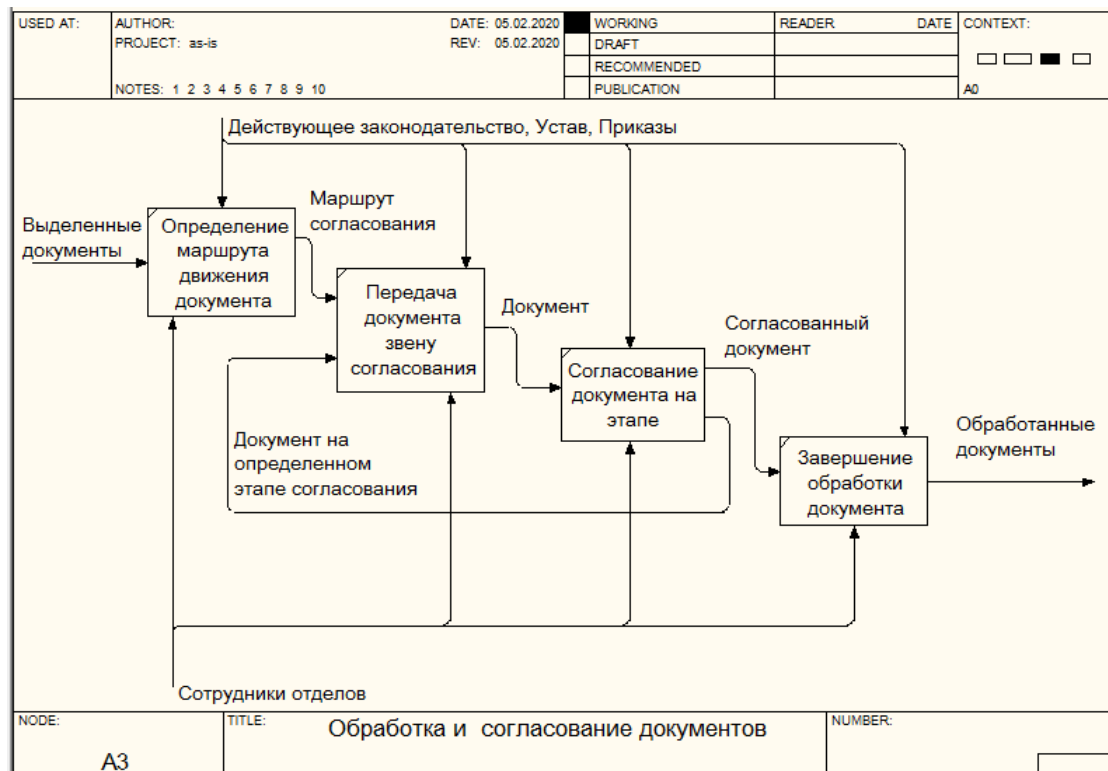 USED AT:
AUTHOR:
DATE: 05.02.2020
PROJECT: as-is
REV: 05.02.2020
NOTES: 1 2 3 4 5 6 7 8 9 10
WORKING
DRAFT
RECOMMENDED
PUBLICATION
READER
DATE
CONTEXT:
A0
Действующее законодательство, Устав, Приказы
Выделенные
документы
Определение
маршрута
движения
документа
Маршрут
согласования
Передача
документа
звену
согласования
Документ
Согласование
документа на
этапе
Согласованный
документ
Документ на
определенном
этапе согласования
Завершение
обработки
документа
Обработанные
документы
Сотрудники отделов
NODE:
A3
TITLE:
Обработка и согласование документов
NUMBER: